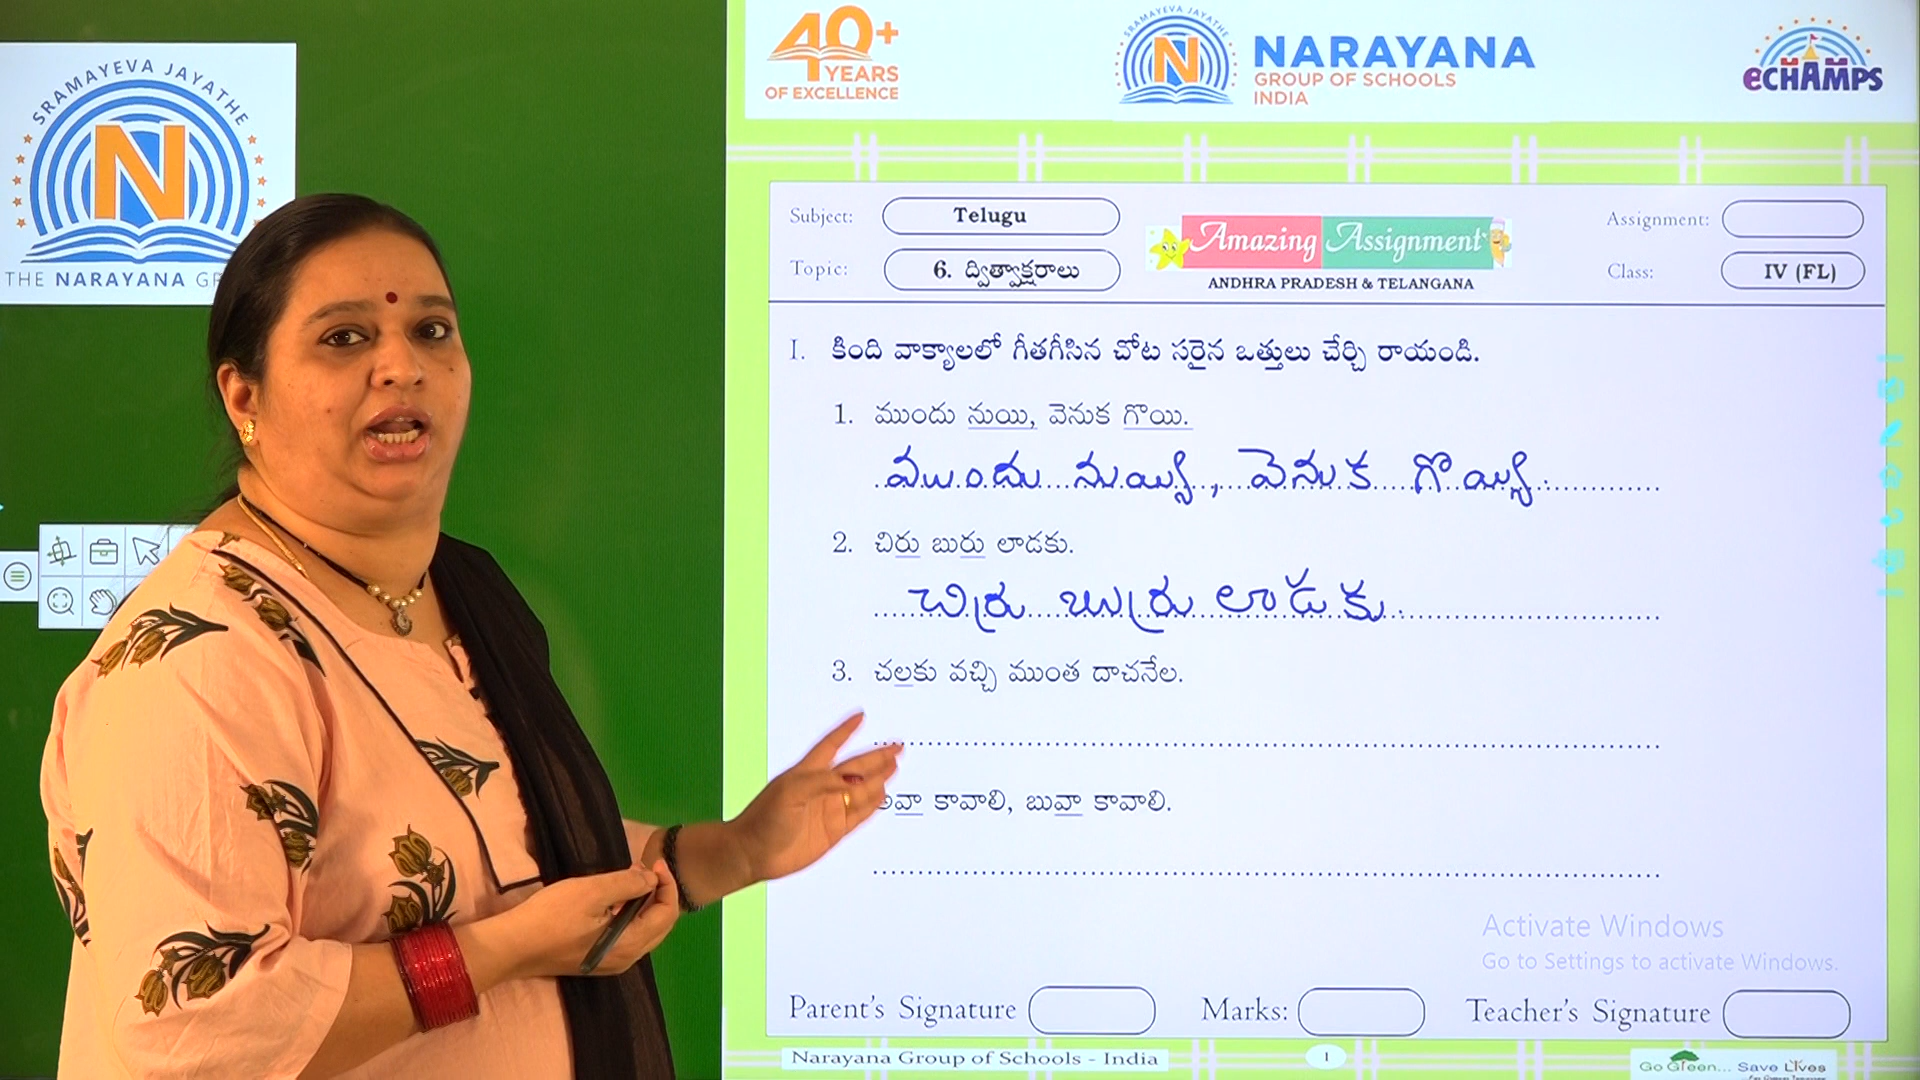 SRAMAYEVA JAYATHE
N
THE NARAYANA
40+
YEARS
OF EXCELLENCE
SRAMAYEVA JAYATHE
N
NARAYANA
GROUP OF SCHOOLS
INDIA
eCHAMPS
Subject: Telugu
Topic: 6. ద్విత్వాక్షరాలు
Amazing Assignment
ANDHRA PRADESH & TELANGANA
Assignment:
Class: IV (FL)
I. కింది వాక్యాలలో గీతగీసిన చోట సరైన ఒత్తులు చేర్చి రాయండి.
1. ముందు నుయి, వెనుక గొయి.
ముందు నుయ్యి, వెనుక గొయ్యి.
2. చిరు బురు లాడకు.
చిర్రు బుర్రు లాడకు.
3. చలకు వచ్చి ముంత దాచనేల.
అవా కావాలి, బువా కావాలి.
Activate Windows
Go to Settings to activate Windows.
Parent's Signature
Marks:
Teacher's Signature
Narayana Group of Schools - India
1
Go Green... Save Lives